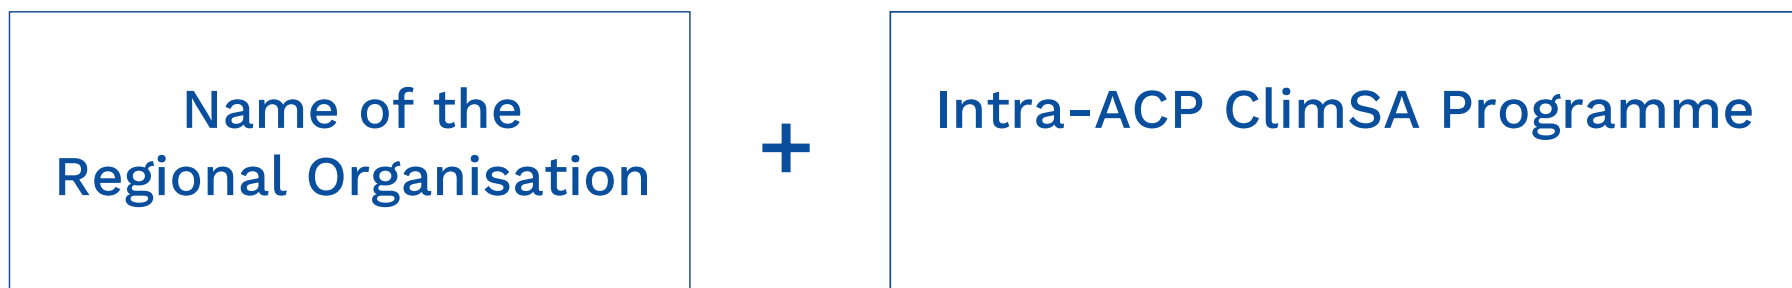 Name of the
Regional Organisation
+
Intra-ACP ClimSA Programme